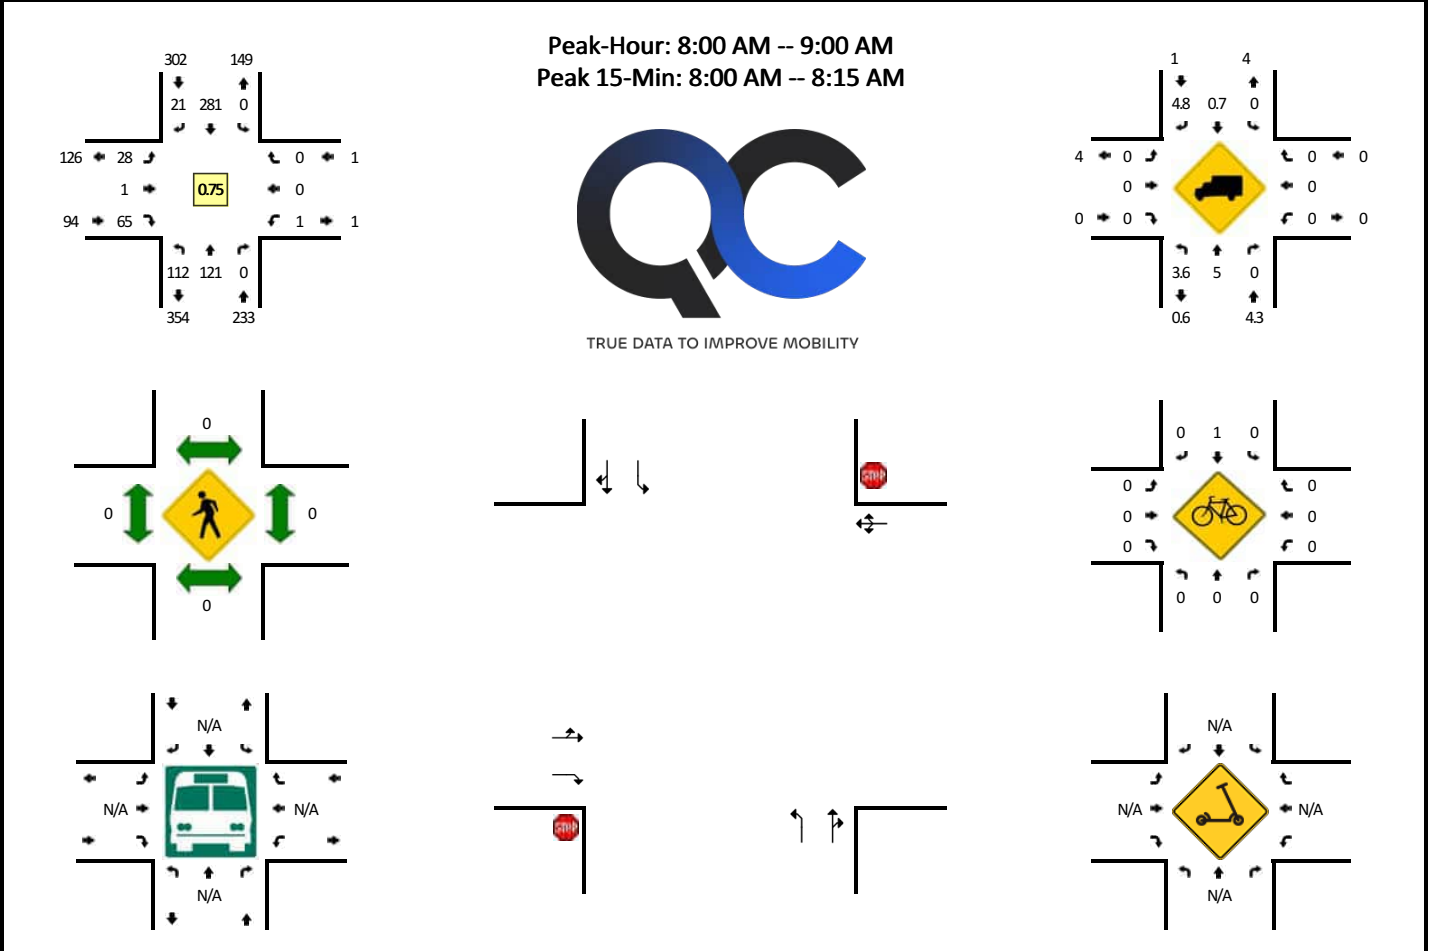 Peak-Hour: 8:00 AM -- 9:00 AM
Peak 15-Min: 8:00 AM -- 8:15 AM
302 149
21 281 0
126 28 0 1
1 0.75 0
94 65 1 1
112 121 0
354 233
QC
TRUE DATA TO IMPROVE MOBILITY
1 4
4.8 0.7 0
4 0 0 0
0 0
0 0 0 0
3.6 5 0
0.6 4.3
0
0 0
0
STOP
STOP
0 1 0
0 0
0 0
0 0
0 0 0
N/A
N/A N/A
N/A
N/A
N/A N/A
N/A